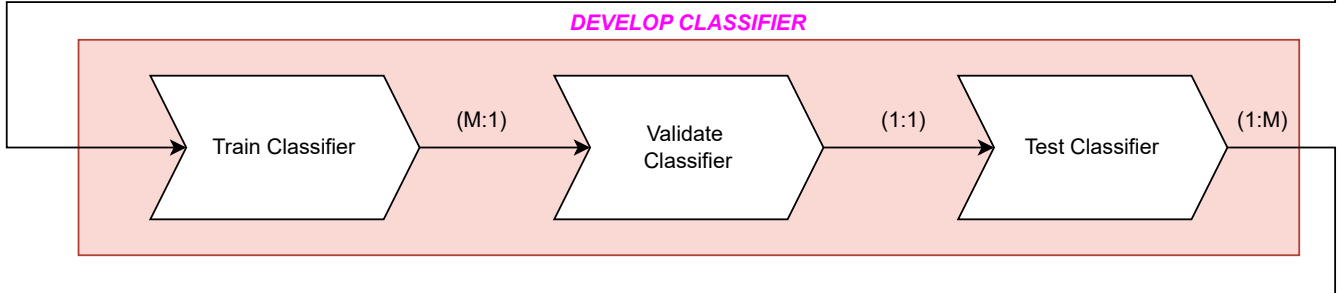 DEVELOP CLASSIFIER
Train Classifier
(M:1)
Validate
Classifier
(1:1)
Test Classifier
(1:M)